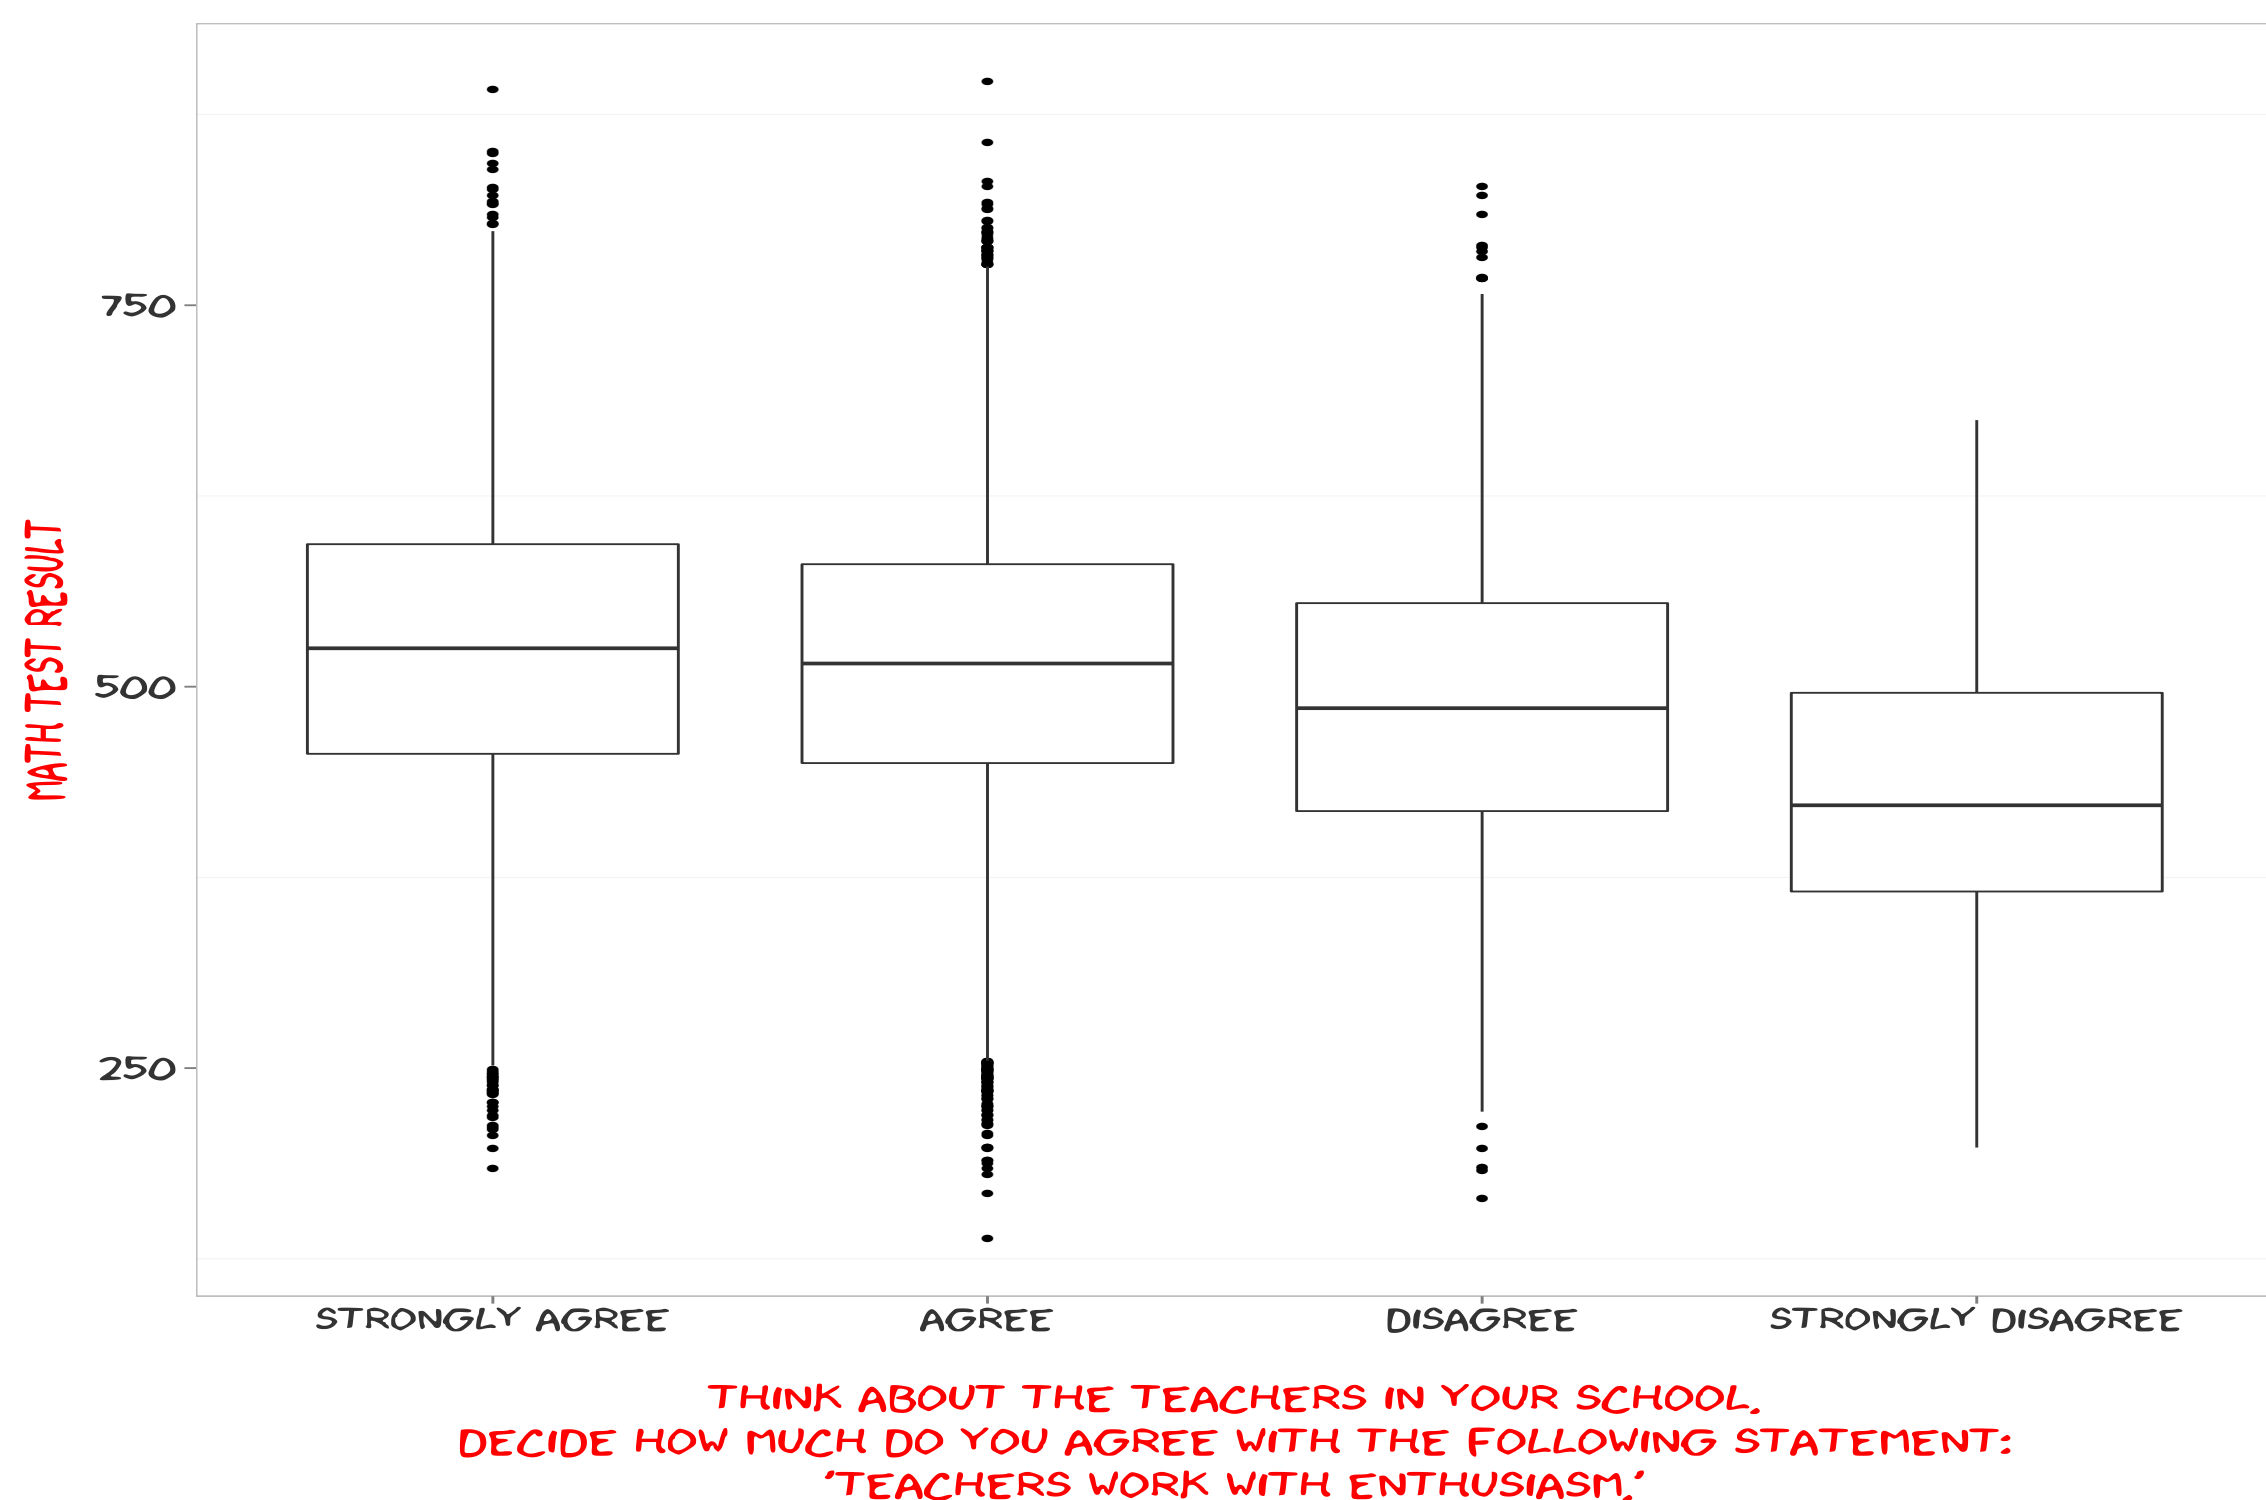 750
500
250
MATH TEST RESULT
STRONGLY AGREE AGREE DISAGREE STRONGLY DISAGREE
THINK ABOUT THE TEACHERS IN YOUR SCHOOL.
DECIDE HOW MUCH DO YOU AGREE WITH THE FOLLOWING STATEMENT:
'TEACHERS WORK WITH ENTHUSIASM.'